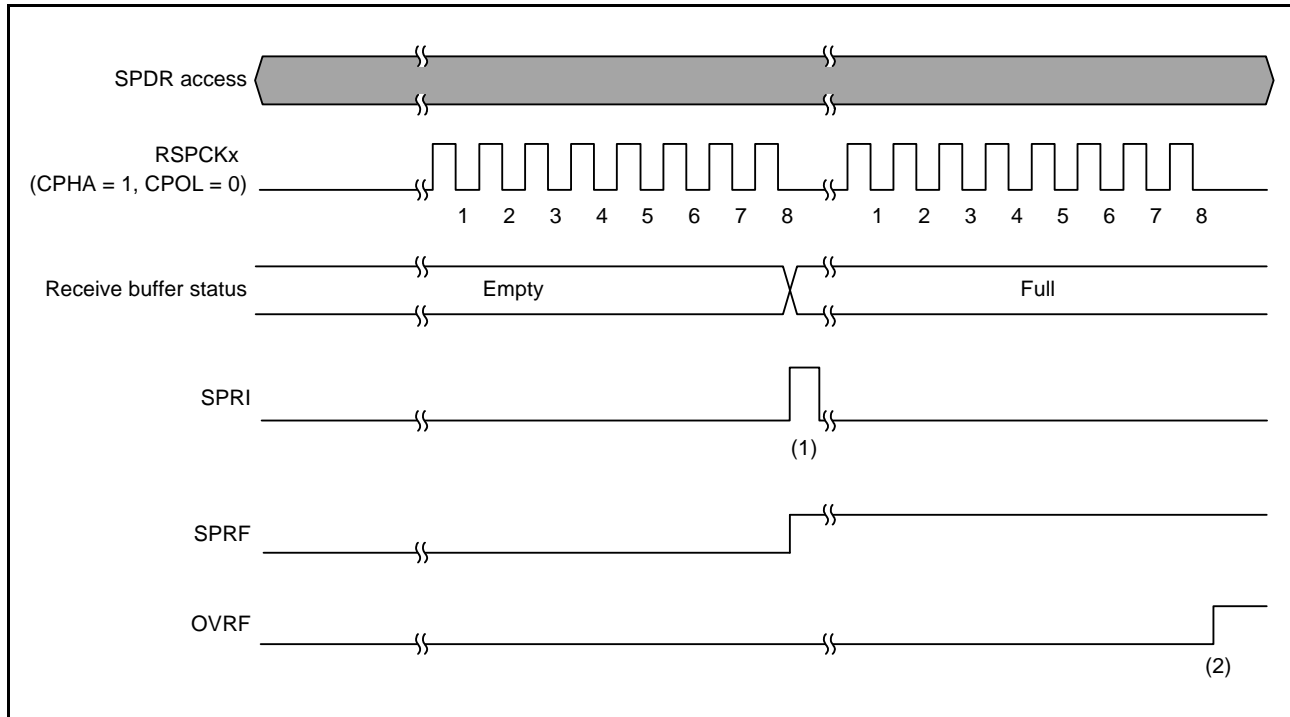 SPDR access
RSPCKx
(CPHA = 1, CPOL = 0)
1 2 3 4 5 6 7 8 1 2 3 4 5 6 7 8
Receive buffer status Empty Full
SPRI
(1)
SPRF
OVRF
(2)